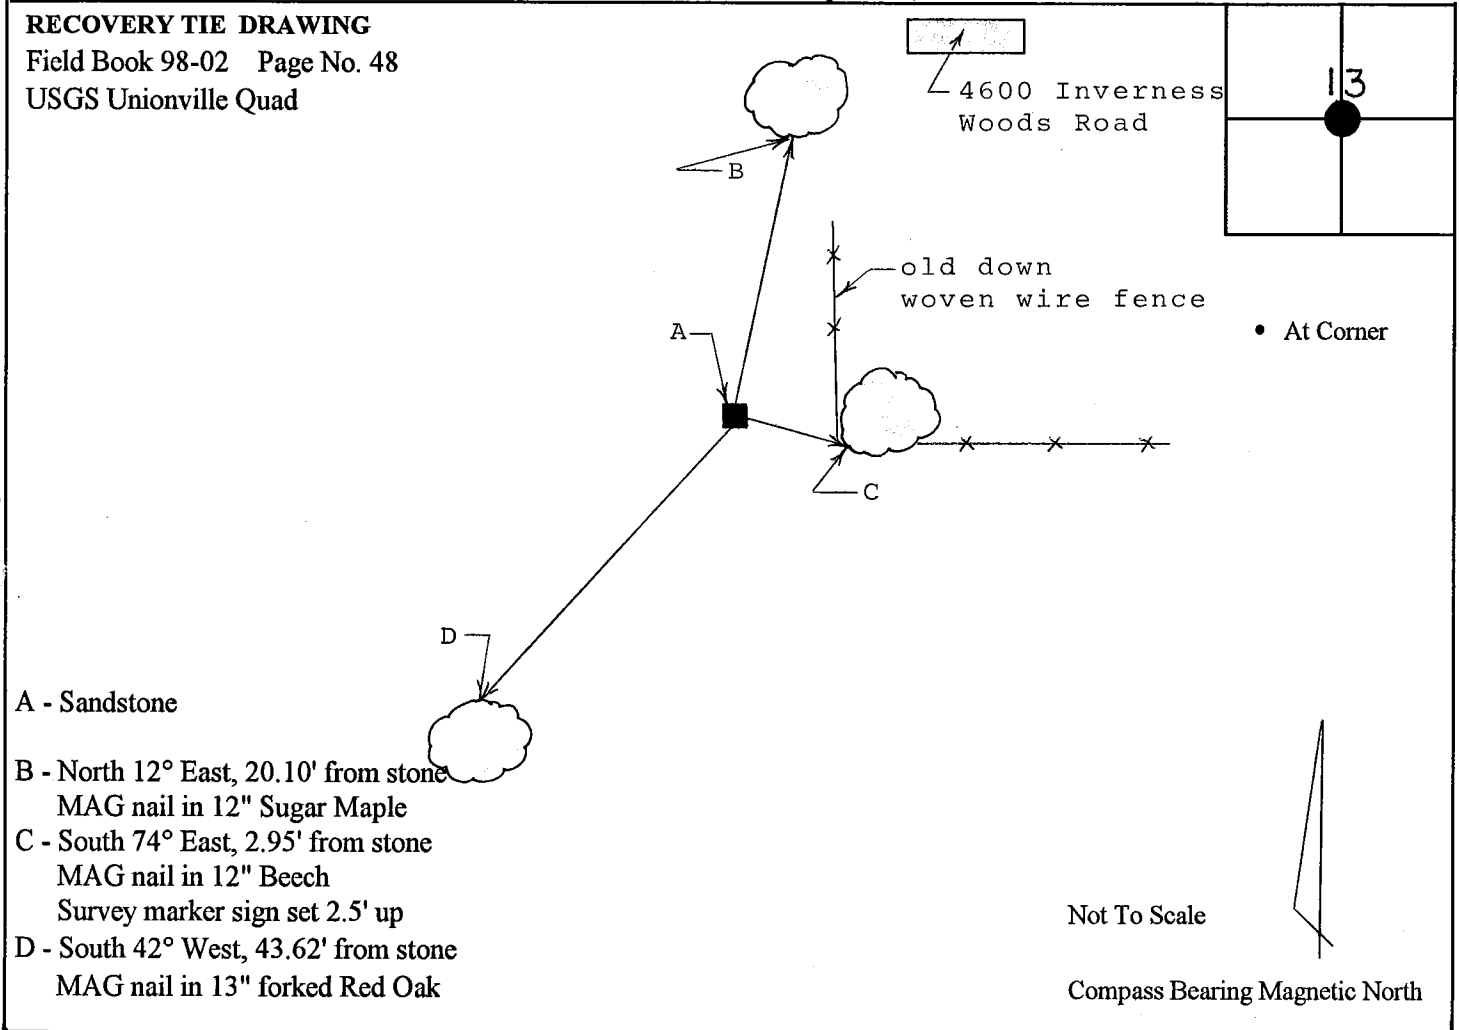 RECOVERY TIE DRAWING
Field Book 98-02 Page No. 48
USGS Unionville Quad
4600 Inverness
Woods Road
13
B
old down
woven wire fence
A
• At Corner
C
D
A - Sandstone
B - North 12° East, 20.10' from stone
MAG nail in 12" Sugar Maple
C - South 74° East, 2.95' from stone
MAG nail in 12" Beech
Survey marker sign set 2.5' up
D - South 42° West, 43.62' from stone
MAG nail in 13" forked Red Oak
Not To Scale
Compass Bearing Magnetic North